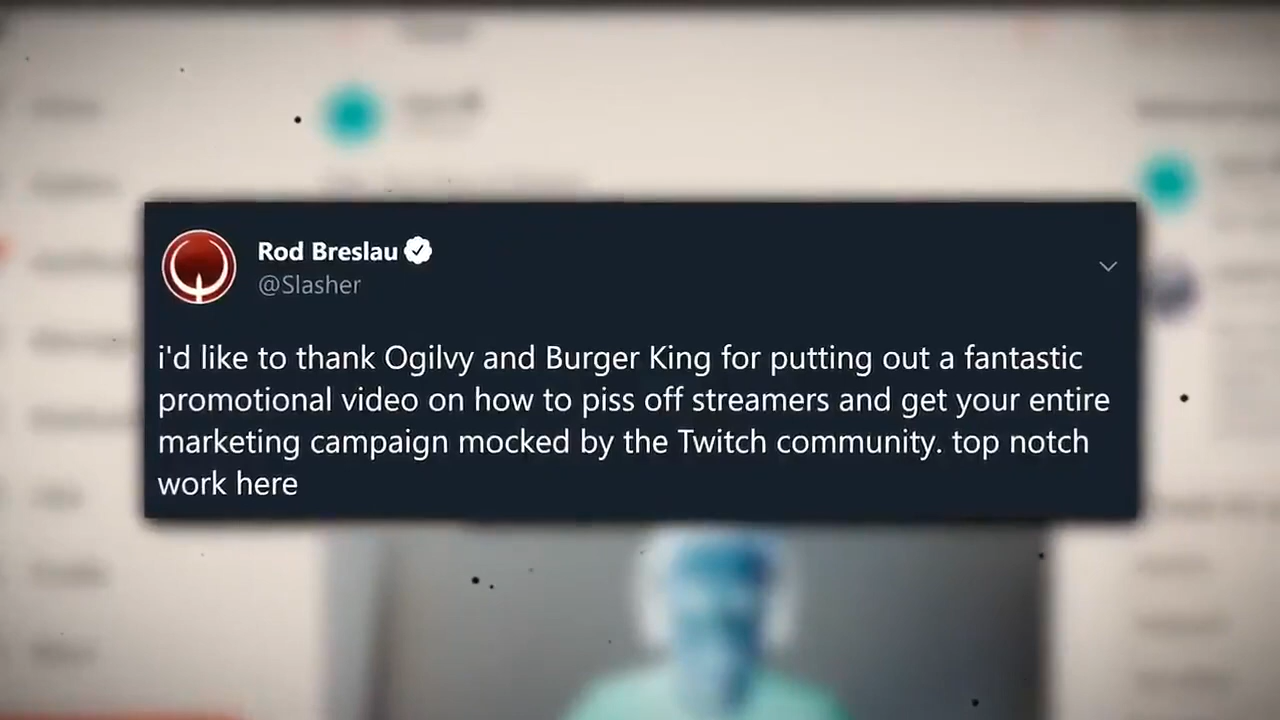 Rod Breslau
@Slasher
i'd like to thank Ogilvy and Burger King for putting out a fantastic
promotional video on how to piss off streamers and get your entire
marketing campaign mocked by the Twitch community. top notch
work here